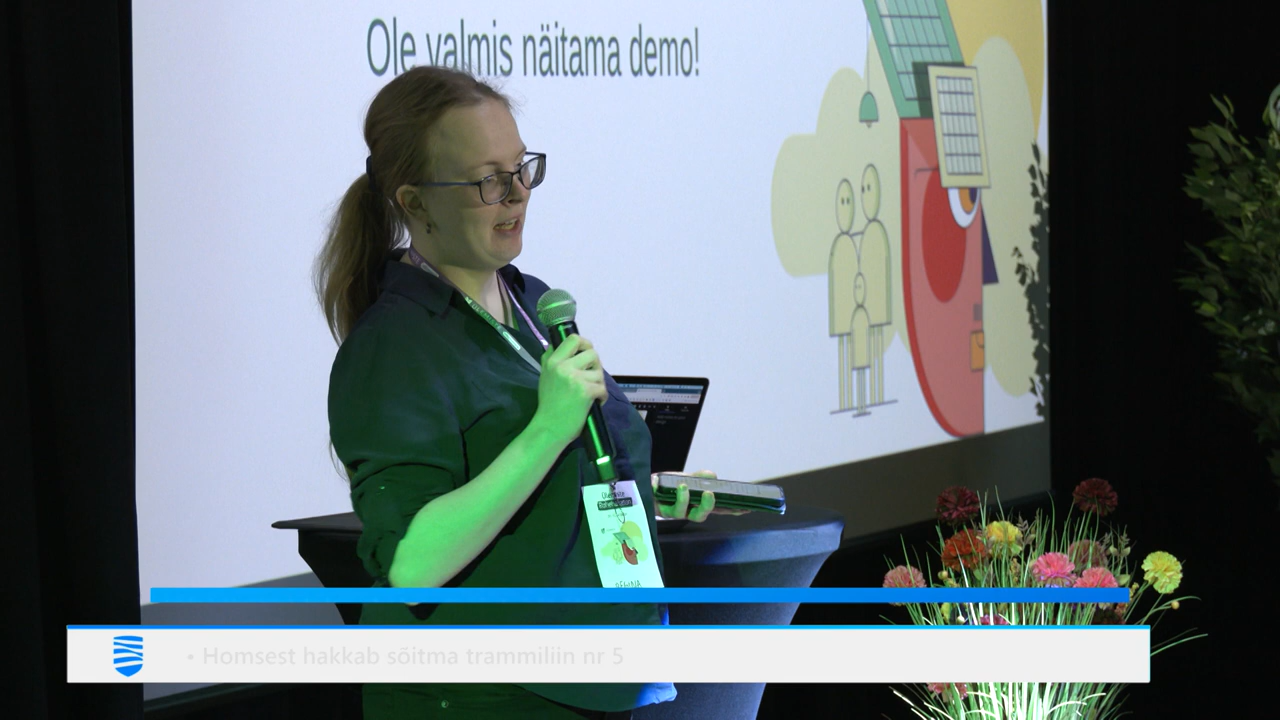 Ole valmis näitama demo!
• Homsest hakkab sõitma trammiliin nr 5